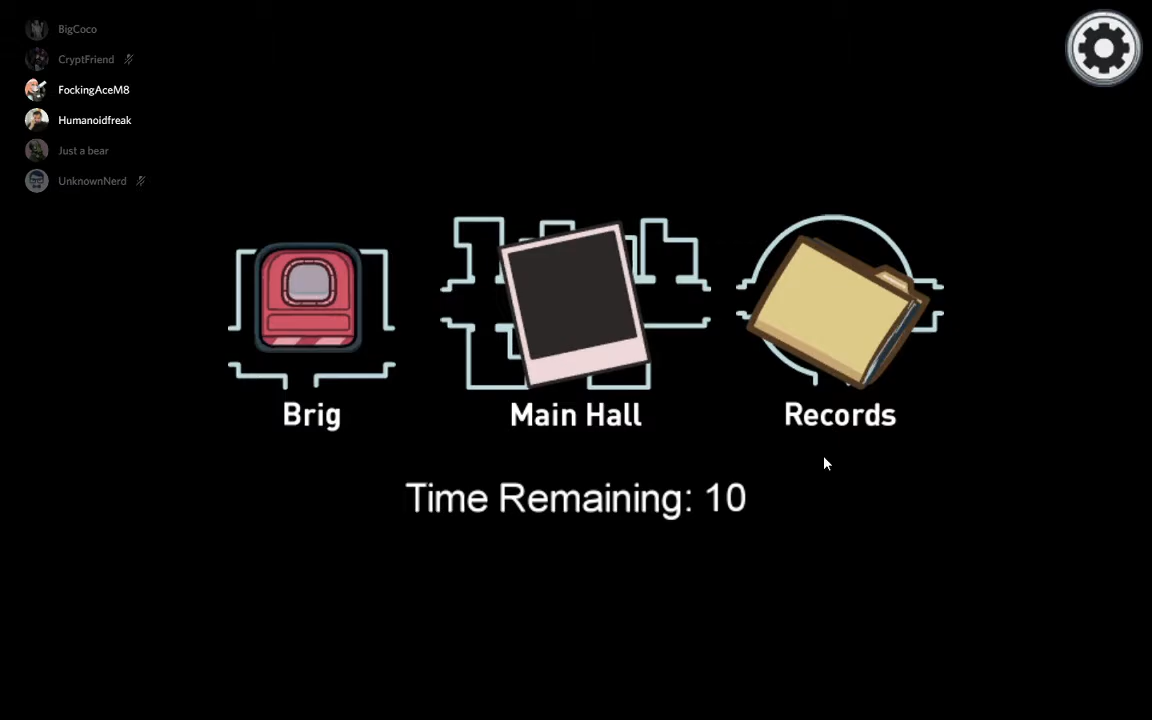 BigCoco
CryptFriend
FockingAceM8
Humanoidfreak
Just a bear
UnknownNerd
Brig
Main Hall
Records
Time Remaining: 10